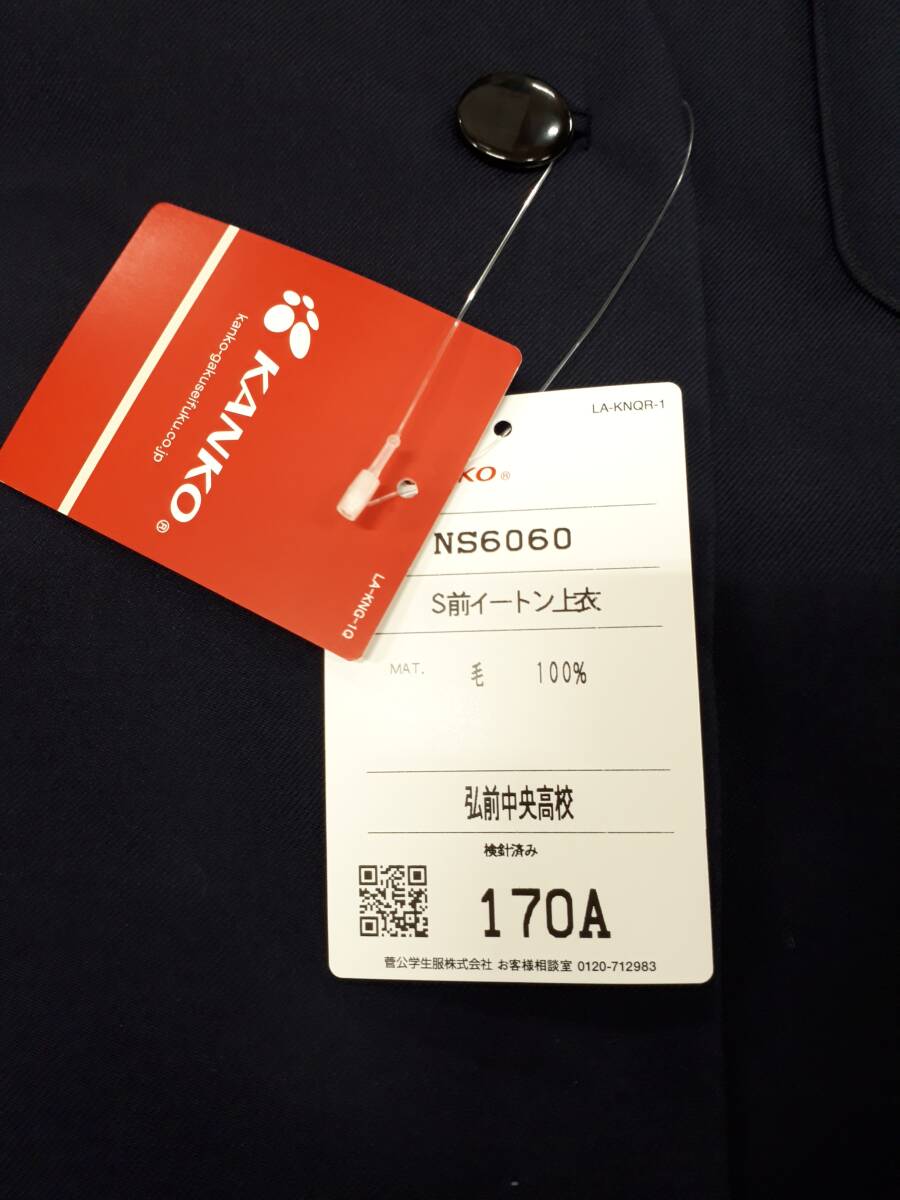 KANKO®
kanko-gakuseifuku.co.jp
LA-KNG-1Q
LA-KNQR-1
KO®
NS6060
S前イートン上衣
MAT. 毛 100%
弘前中央高校
検針済み
170A
菅公学生服株式会社 お客様相談室 0120-712983